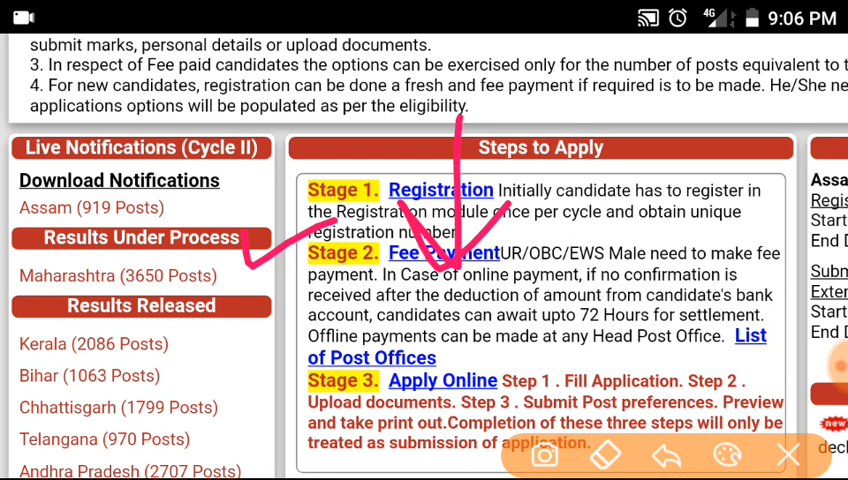 4G
9:06 PM
submit marks, personal details or upload documents.
3. In respect of Fee paid candidates the options can be exercised only for the number of posts equivalent to
4. For new candidates, registration can be done a fresh and fee payment if required is to be made. He/She
applications options will be populated as per the eligibility.
Live Notifications (Cycle II)
Download Notifications
Assam (919 Posts)
Results Under Process
Maharashtra (3650 Posts)
Results Released
Kerala (2086 Posts)
Bihar (1063 Posts)
Chhattisgarh (1799 Posts)
Telangana (970 Posts)
Andhra Pradesh (2707 Posts)
Steps to Apply
Stage 1. Registration Initially candidate has to register in
the Registration module once per cycle and obtain unique
registration number.
Stage 2. Fee Payment UR/OBC/EWS Male need to make fee
payment. In Case of online payment, if no confirmation is
received after the deduction of amount from candidate's bank
account, candidates can await upto 72 Hours for settlement.
Offline payments can be made at any Head Post Office. List
of Post Offices
Stage 3. Apply Online Step 1 . Fill Application. Step 2 .
Upload documents. Step 3 . Submit Post preferences. Preview
and take print out.Completion of these three steps will only be
treated as submission of application.
Assa
Regis
Start
End D
Subm
Exter
Start
End D
new
decl